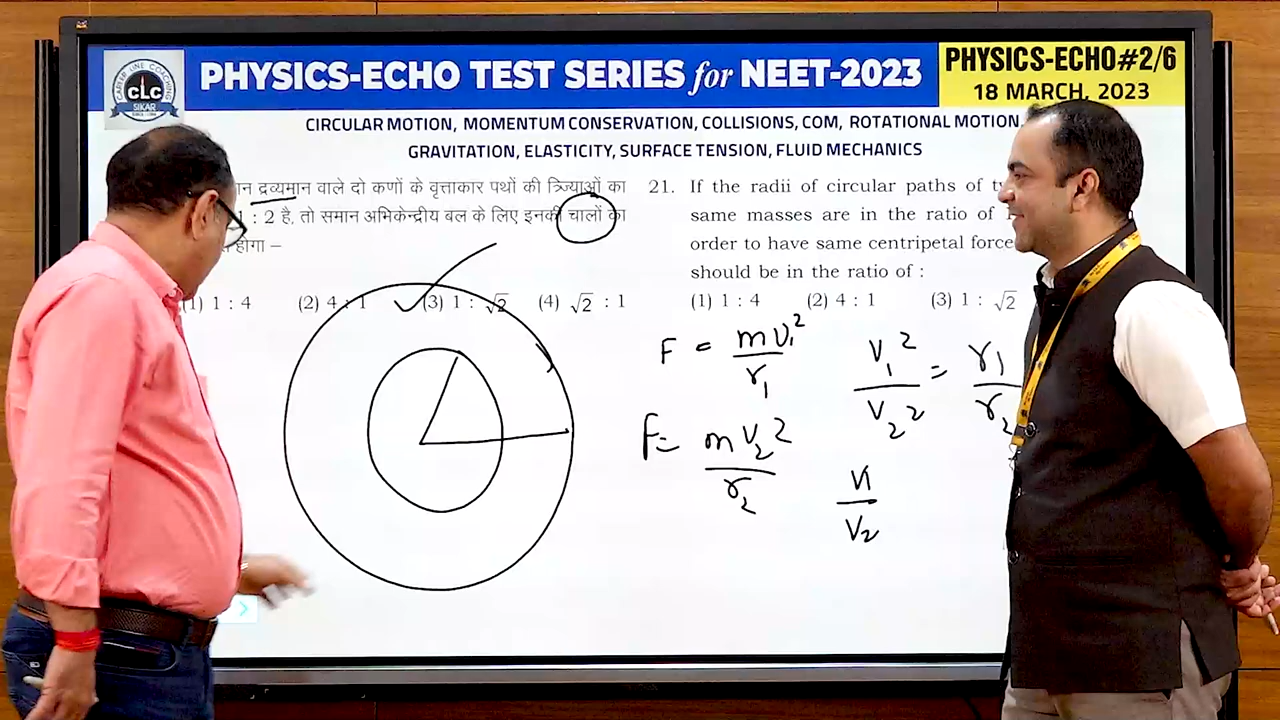 CAREER LINE COACHING
CLC
SIKAR
PHYSICS-ECHO TEST SERIES for NEET-2023
PHYSICS-ECHO#2/6
18 MARCH, 2023
CIRCULAR MOTION, MOMENTUM CONSERVATION, COLLISIONS, COM, ROTATIONAL MOTION,
GRAVITATION, ELASTICITY, SURFACE TENSION, FLUID MECHANICS
द्रव्यमान वाले दो कणों के वृत्ताकार पथों की त्रिज्याओं का
1 : 2 है, तो समान अभिकेन्द्रीय बल के लिए इनकी चालों का
होगा –
(1) 1 : 4 (2) 4 : 1 (3) 1 : √2 (4) √2 : 1
21. If the radii of circular paths of
same masses are in the ratio of
order to have same centripetal force
should be in the ratio of :
(1) 1 : 4 (2) 4 : 1 (3) 1 : √2
F = mv₁²/r₁
v₁²/v₂² = r₁/r₂
F = mv₂²/r₂
v₁/v₂